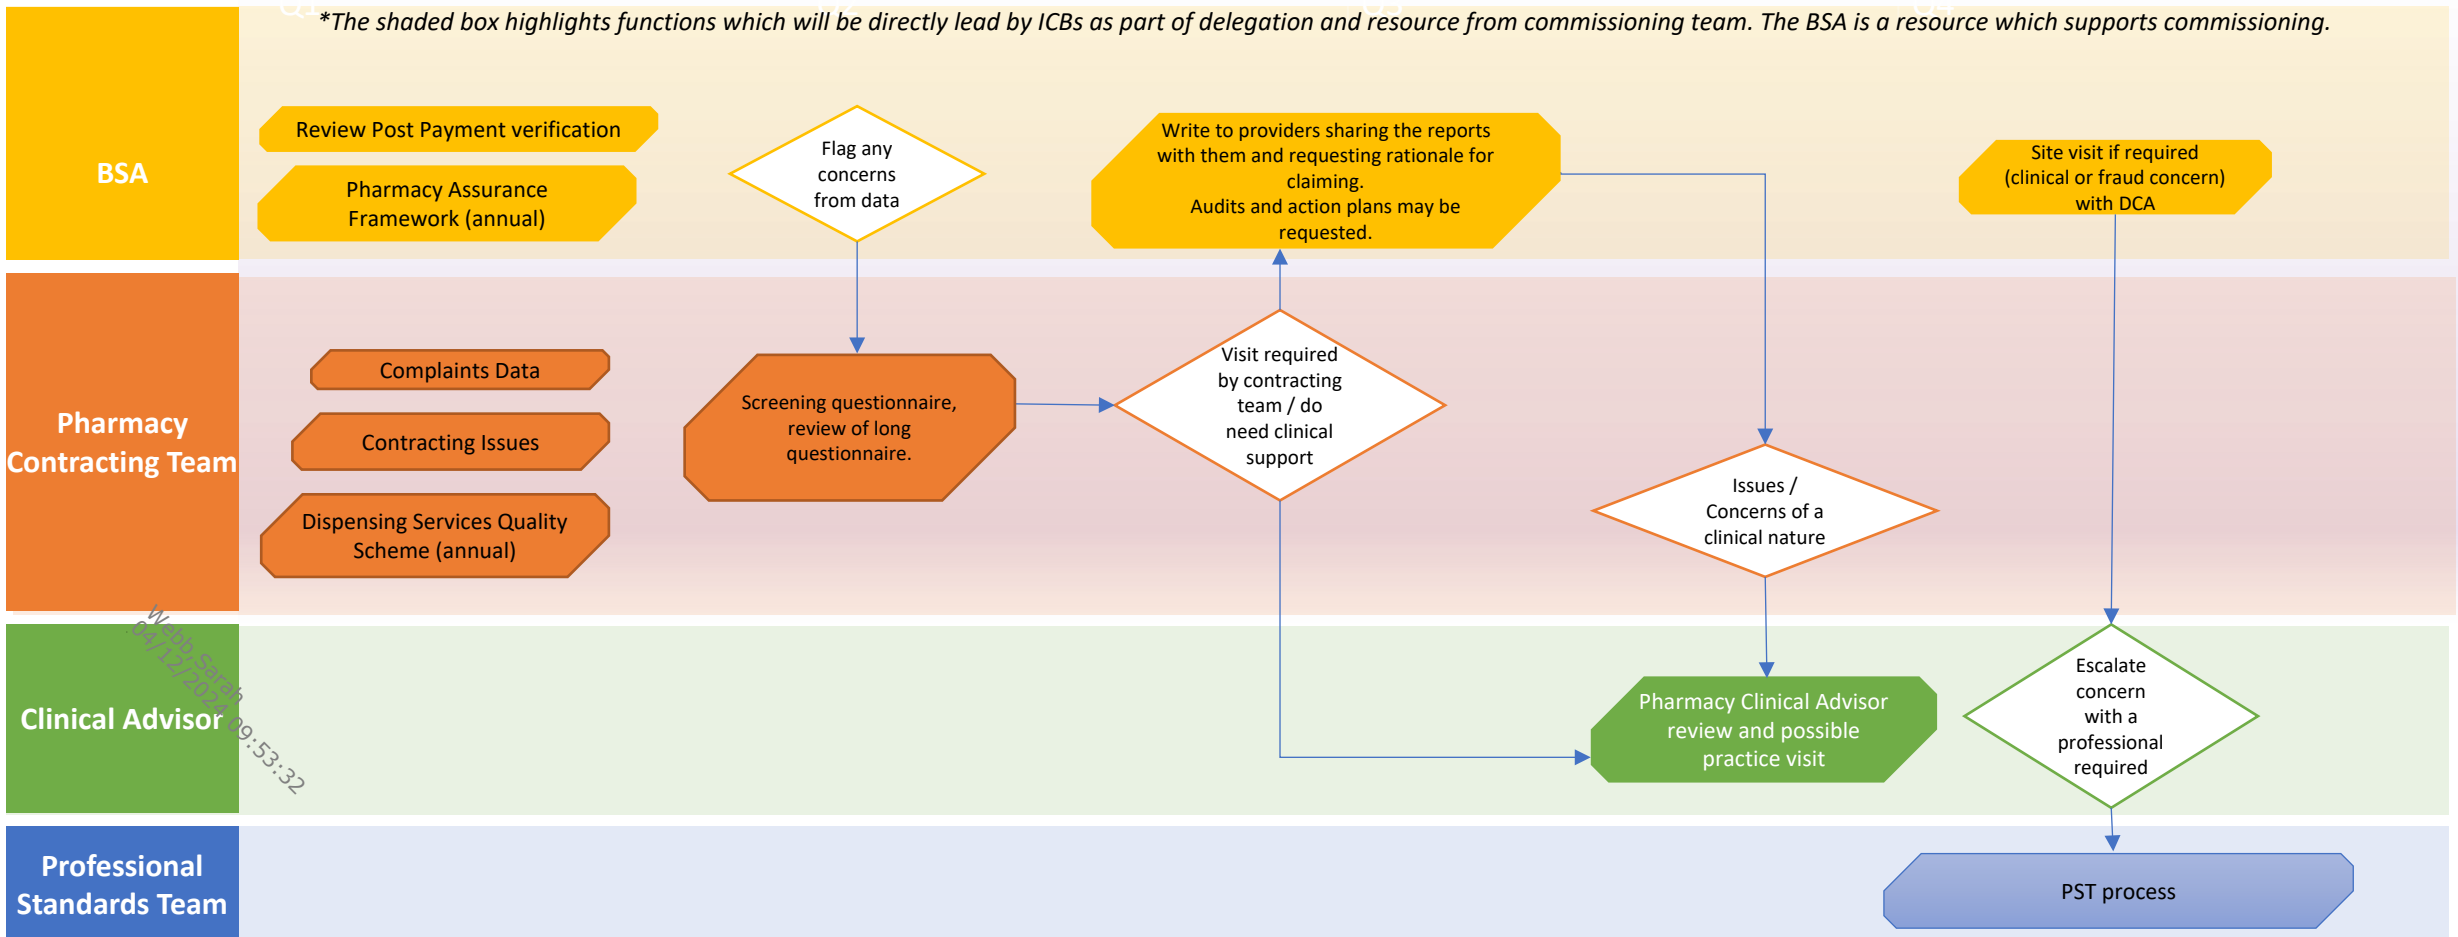 Q1 Q2 Q3 Q4
*The shaded box highlights functions which will be directly lead by ICBs as part of delegation and resource from commissioning team. The BSA is a resource which supports commissioning.
BSA
Review Post Payment verification
Pharmacy Assurance
Framework (annual)
Flag any
concerns
from data
Write to providers sharing the reports
with them and requesting rationale for
claiming.
Audits and action plans may be
requested.
Site visit if required
(clinical or fraud concern)
with DCA
Pharmacy
Contracting Team
Complaints Data
Contracting Issues
Dispensing Services Quality
Scheme (annual)
Screening questionnaire,
review of long
questionnaire.
Visit required
by contracting
team / do
need clinical
support
Issues /
Concerns of a
clinical nature
Clinical Advisor
Pharmacy Clinical Advisor
review and possible
practice visit
Escalate
concern
with a
professional
required
Professional
Standards Team
PST process
Webb,Sarah
04/12/2024 09:53:32